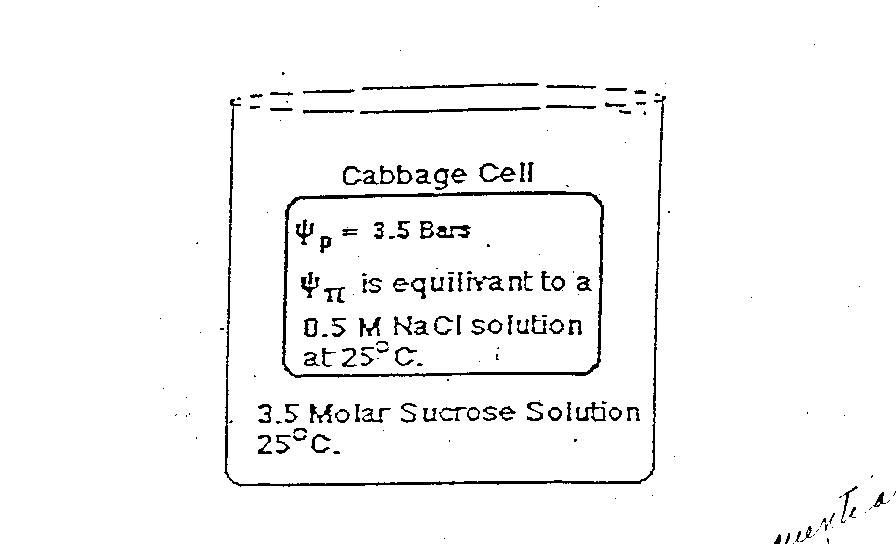 Cabbage Cell
Ψp = 3.5 Bars
Ψπ is equilivant to a
0.5 M NaCl solution
at 25°C.
3.5 Molar Sucrose Solution
25°C.